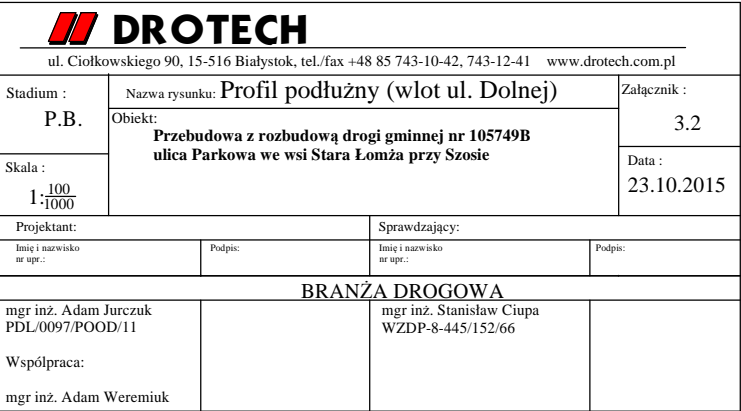 DROTECH
ul. Ciołkowskiego 90, 15-516 Białystok, tel./fax +48 85 743-10-42, 743-12-41 www.drotech.com.pl
Stadium :
P.B.
Nazwa rysunku: Profil podłużny (wlot ul. Dolnej)
Załącznik :
3.2
Obiekt:
Przebudowa z rozbudową drogi gminnej nr 105749B
ulica Parkowa we wsi Stara Łomża przy Szosie
Skala :
1:100/1000
Data :
23.10.2015
Projektant:
Sprawdzający:
Imię i nazwisko
nr upr.:
Podpis:
Imię i nazwisko
nr upr.:
Podpis:
BRANŻA DROGOWA
mgr inż. Adam Jurczuk
PDL/0097/POOD/11
Wspólpraca:
mgr inż. Adam Weremiuk
mgr inż. Stanisław Ciupa
WZDP-8-445/152/66